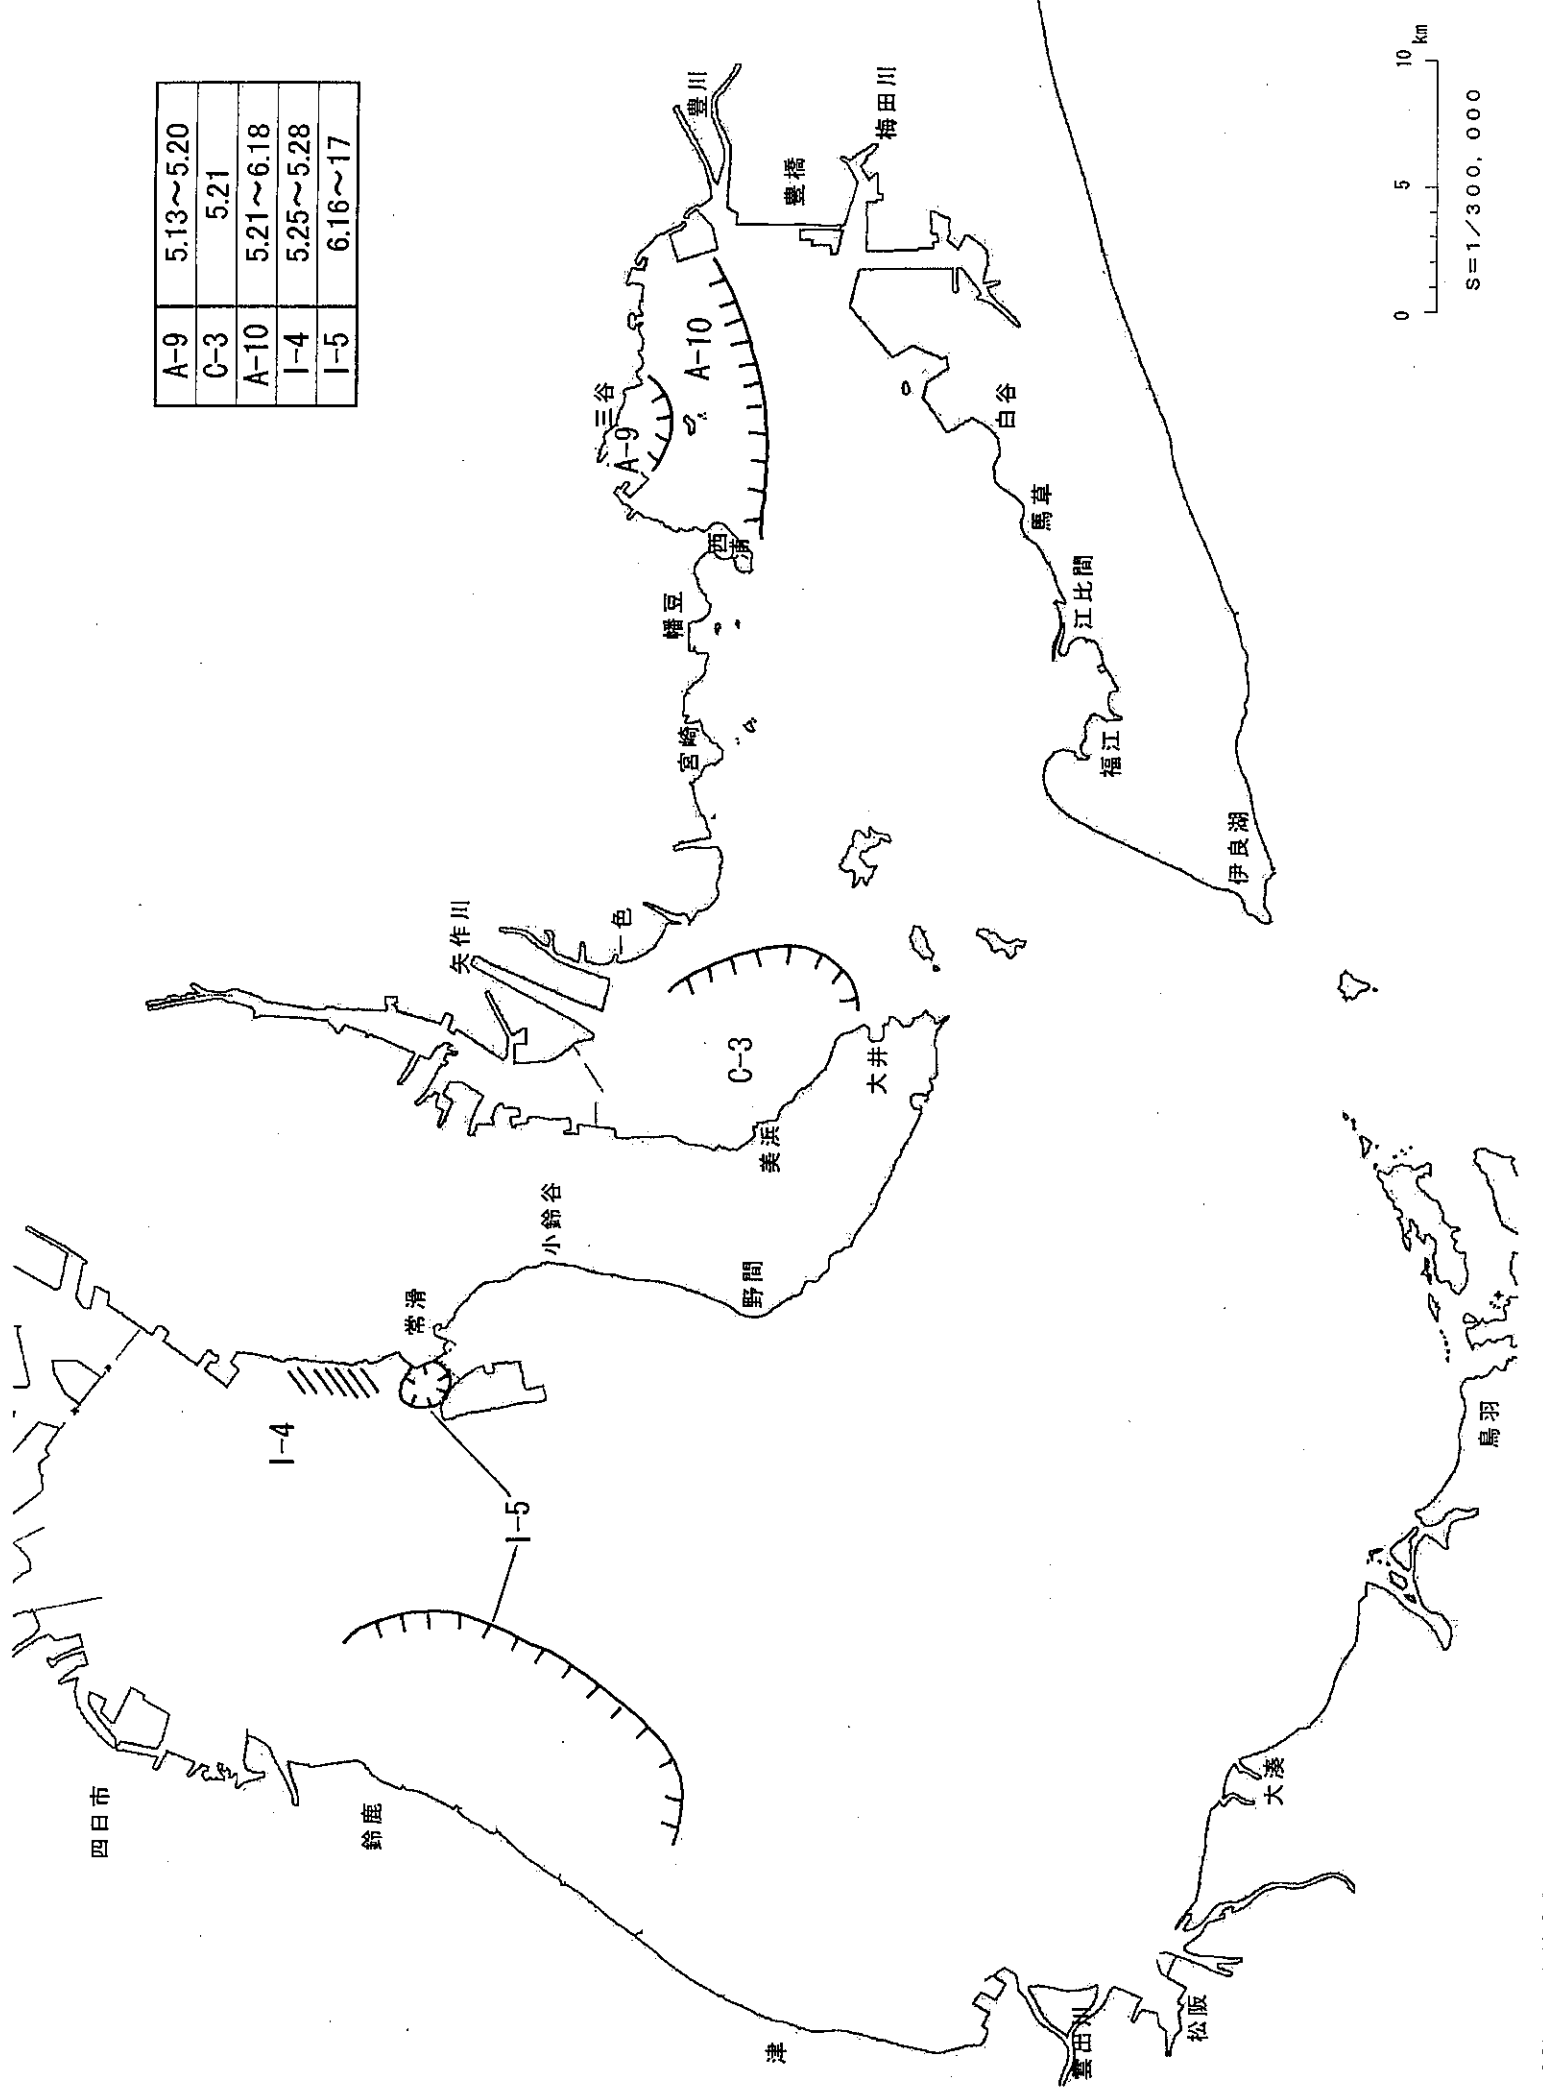 A-9 5.13～5.20
C-3 5.21
A-10 5.21～6.18
I-4 5.25～5.28
I-5 6.16～17
四日市
鈴鹿
津
雲出川
松阪
大湊
鳥羽
常滑
小鈴谷
野間
美浜
大井
矢作川
一色
宮崎
幡豆
西浦
三谷
豊川
豊橋
梅田川
白谷
馬草
江比間
福江
伊良湖
I-4
I-5
C-3
A-9
A-10
0 5 10 km
S=1/300,000